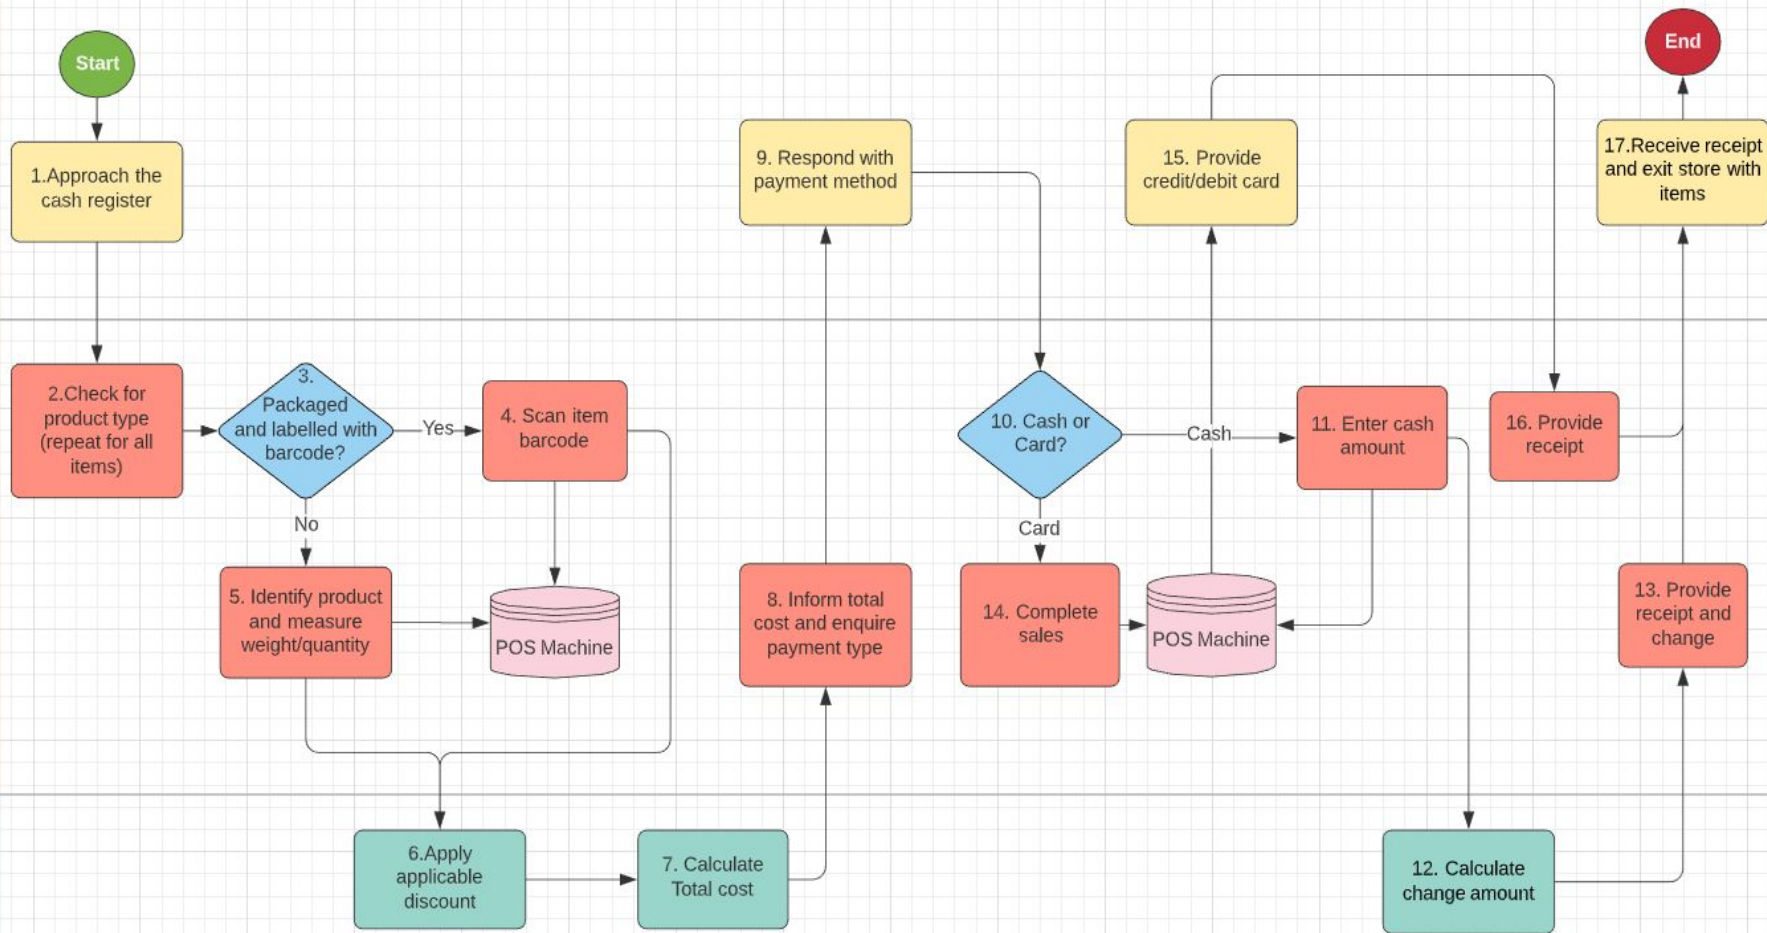 Start
1.Approach the
cash register
2.Check for
product type
(repeat for all
items)
3.
Packaged
and labelled with
barcode?
Yes
4. Scan item
barcode
No
5. Identify product
and measure
weight/quantity
POS Machine
6.Apply
applicable
discount
7. Calculate
Total cost
8. Inform total
cost and enquire
payment type
9. Respond with
payment method
10. Cash or
Card?
Cash
11. Enter cash
amount
Card
14. Complete
sales
POS Machine
12. Calculate
change amount
13. Provide
receipt and
change
15. Provide
credit/debit card
16. Provide
receipt
17.Receive receipt
and exit store with
items
End